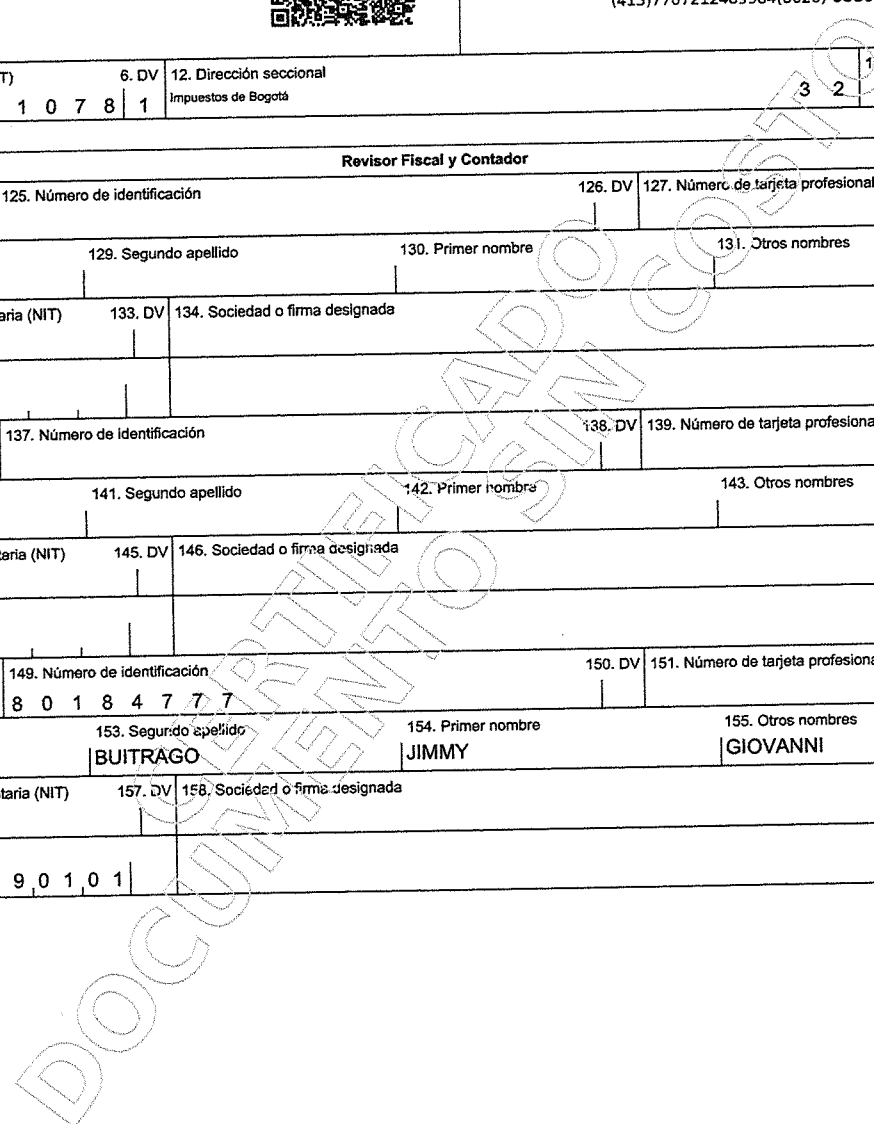 6. DV 12. Dirección seccional
1 0 7 8 1 Impuestos de Bogotá 3 2
Revisor Fiscal y Contador
125. Número de identificación 126. DV 127. Número de tarjeta profesional
129. Segundo apellido 130. Primer nombre 131. Otros nombres
aria (NIT) 133. DV 134. Sociedad o firma designada
137. Número de identificación 138. DV 139. Número de tarjeta profesiona
141. Segundo apellido 142. Primer nombre 143. Otros nombres
aria (NIT) 145. DV 146. Sociedad o firma designada
149. Número de identificación 150. DV 151. Número de tarjeta profesiona
8 0 1 8 4 7 7 7
153. Segundo apellido 154. Primer nombre 155. Otros nombres
BUITRAGO JIMMY GIOVANNI
taria (NIT) 157. DV 158. Sociedad o firma designada
9 0 1 0 1
CERTIFICADO
DOCUMENTO SIN COSTO